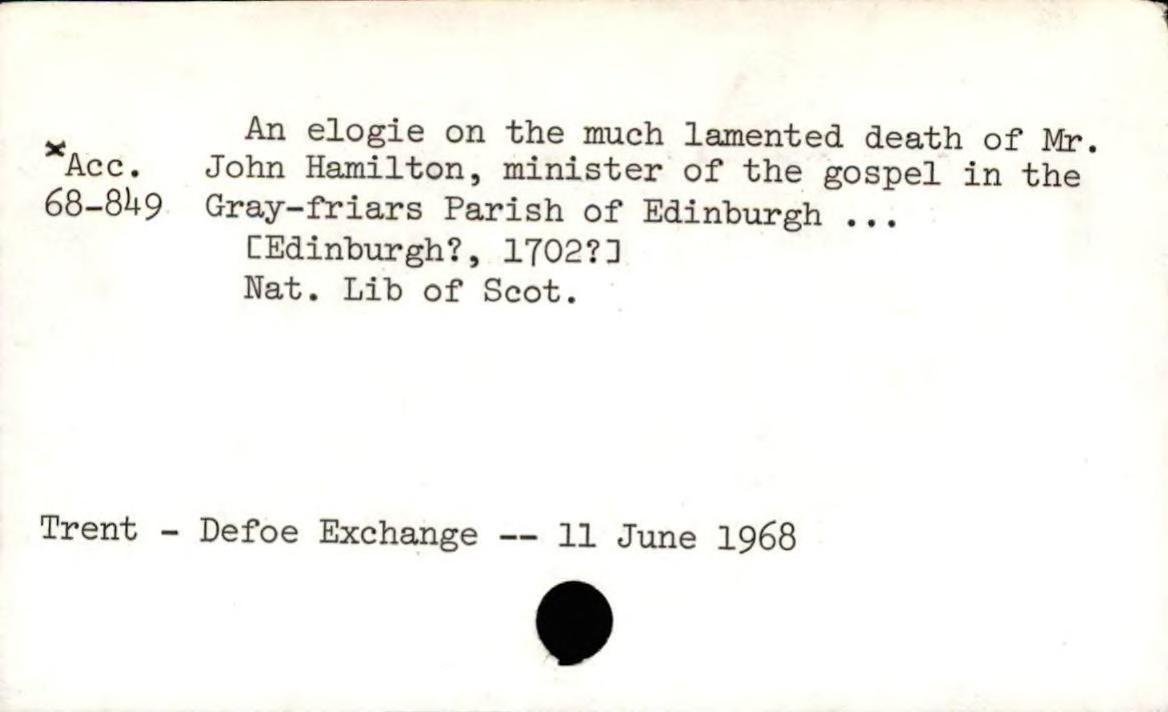 An elogie on the much lamented death of Mr.
*Acc. John Hamilton, minister of the gospel in the
68-849 Gray-friars Parish of Edinburgh ...
[Edinburgh?, 1702?]
Nat. Lib of Scot.
Trent - Defoe Exchange -- 11 June 1968